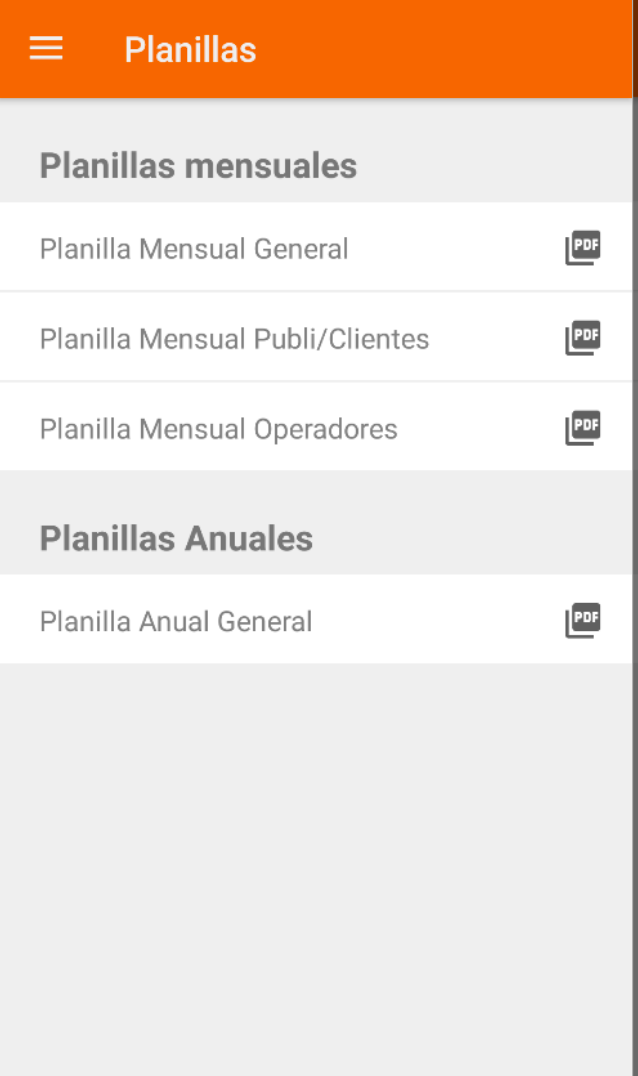 Planillas
Planillas mensuales
Planilla Mensual General PDF
Planilla Mensual Publi/Clientes PDF
Planilla Mensual Operadores PDF
Planillas Anuales
Planilla Anual General PDF